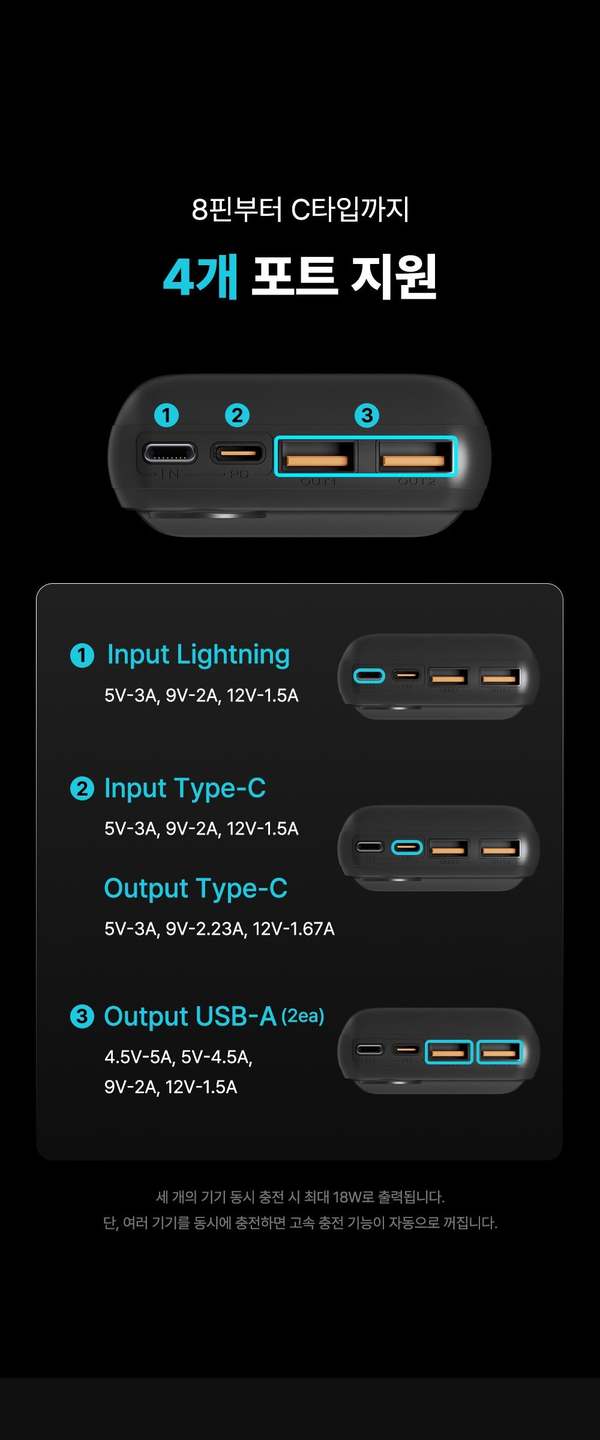 8핀부터 C타입까지
4개 포트 지원
1 2 3
IN PD OUT1 OUT2
1 Input Lightning
5V-3A, 9V-2A, 12V-1.5A
2 Input Type-C
5V-3A, 9V-2A, 12V-1.5A
Output Type-C
5V-3A, 9V-2.23A, 12V-1.67A
3 Output USB-A (2ea)
4.5V-5A, 5V-4.5A,
9V-2A, 12V-1.5A
세 개의 기기 동시 충전 시 최대 18W로 출력됩니다.
단, 여러 기기를 동시에 충전하면 고속 충전 기능이 자동으로 꺼집니다.